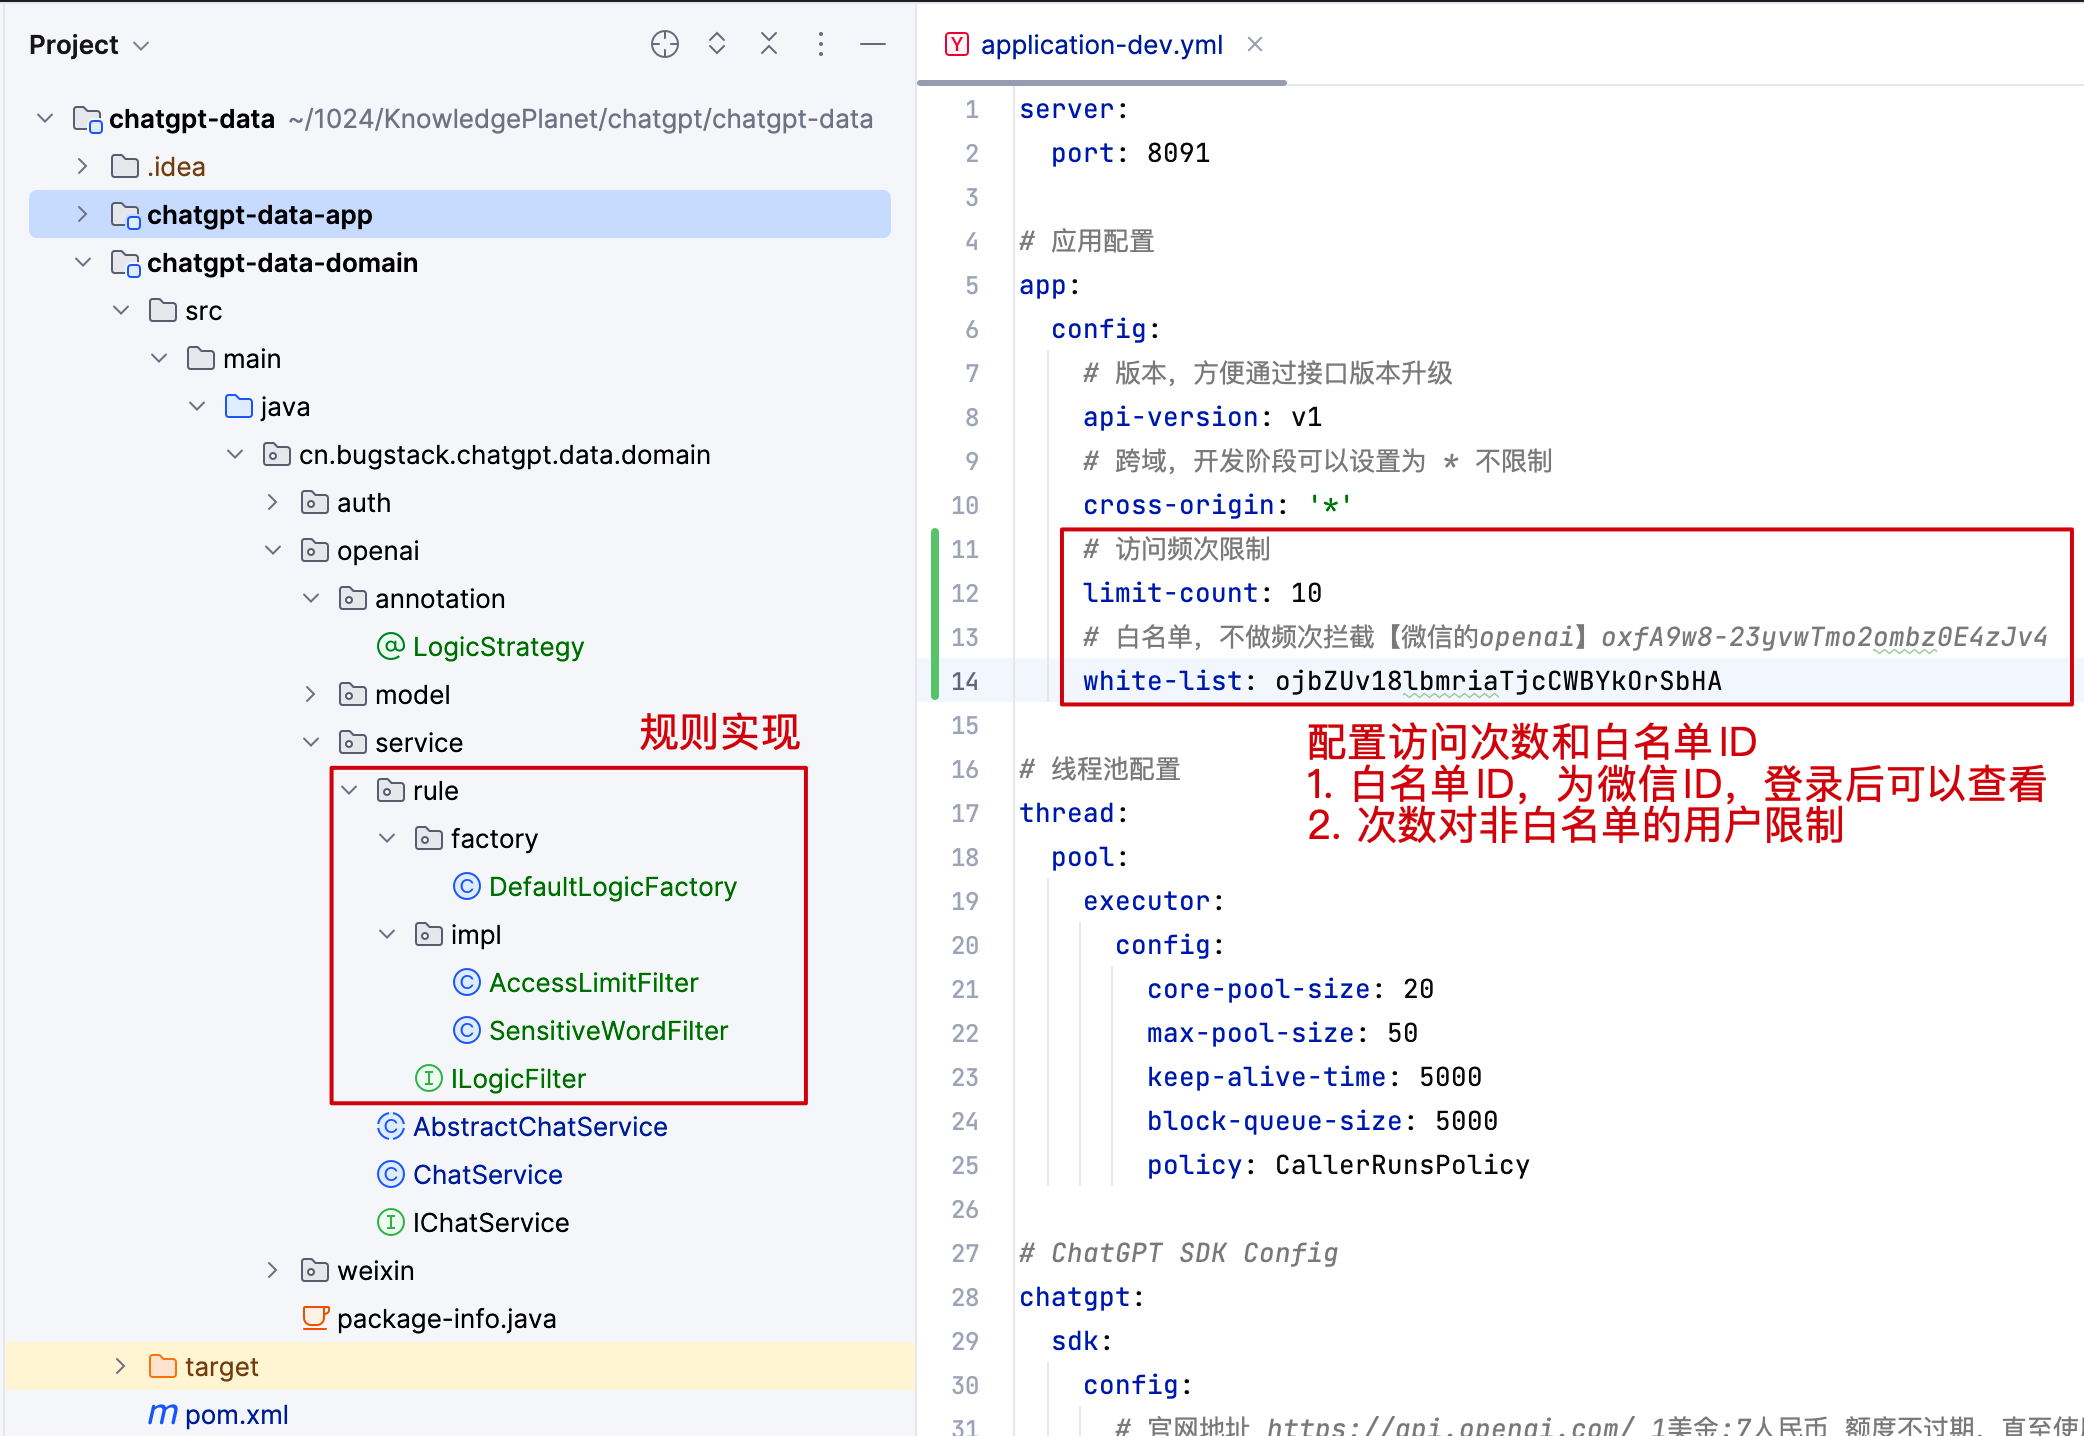 Project
chatgpt-data ~/1024/KnowledgePlanet/chatgpt/chatgpt-data
.idea
chatgpt-data-app
chatgpt-data-domain
src
main
java
cn.bugstack.chatgpt.data.domain
auth
openai
annotation
@ LogicStrategy
model
service
规则实现
rule
factory
C DefaultLogicFactory
impl
C AccessLimitFilter
C SensitiveWordFilter
I ILogicFilter
C AbstractChatService
C ChatService
I IChatService
weixin
package-info.java
target
m pom.xml
Y application-dev.yml
1 server:
2 port: 8091
3
4 # 应用配置
5 app:
6 config:
7 # 版本，方便通过接口版本升级
8 api-version: v1
9 # 跨域，开发阶段可以设置为 * 不限制
10 cross-origin: '*'
11 # 访问频次限制
12 limit-count: 10
13 # 白名单，不做频次拦截【微信的openai】oxfA9w8-23yvwTmo2ombz0E4zJv4
14 white-list: ojbZUv18lbmriaTjcCWBYkOrSbHA
15
配置访问次数和白名单ID
1. 白名单ID，为微信ID，登录后可以查看
2. 次数对非白名单的用户限制
16 # 线程池配置
17 thread:
18 pool:
19 executor:
20 config:
21 core-pool-size: 20
22 max-pool-size: 50
23 keep-alive-time: 5000
24 block-queue-size: 5000
25 policy: CallerRunsPolicy
26
27 # ChatGPT SDK Config
28 chatgpt:
29 sdk:
30 config:
31 # 官网地址 https://api.openai.com/ 1美金:7人民币 额度不过期，直至使